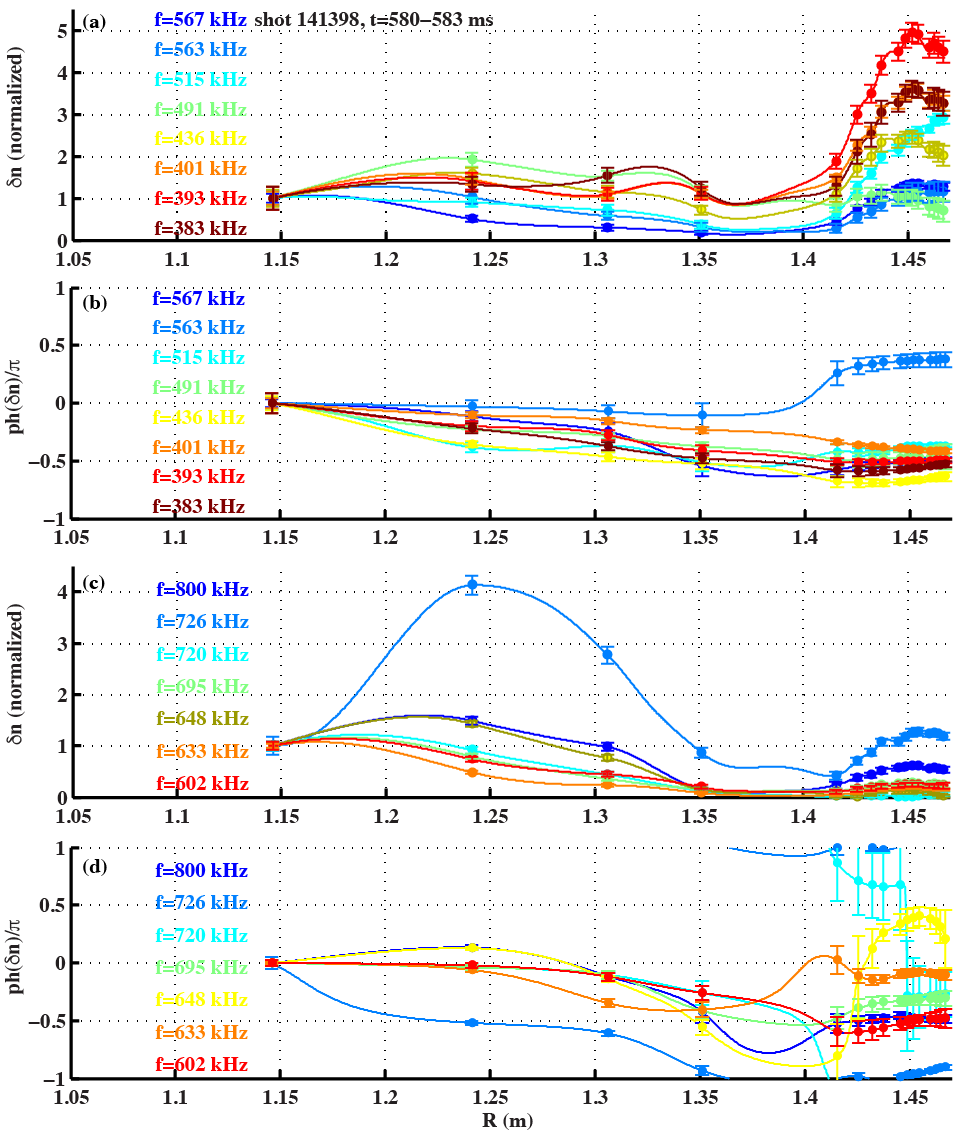 (a) f=567 kHz shot 141398, t=580−583 ms
f=563 kHz
f=515 kHz
f=491 kHz
f=436 kHz
f=401 kHz
f=393 kHz
f=383 kHz
δn (normalized)
5
4
3
2
1
0
1.05 1.1 1.15 1.2 1.25 1.3 1.35 1.4 1.45
(b) f=567 kHz
f=563 kHz
f=515 kHz
f=491 kHz
f=436 kHz
f=401 kHz
f=393 kHz
f=383 kHz
ph(δn)/π
1
0.5
0
−0.5
−1
1.05 1.1 1.15 1.2 1.25 1.3 1.35 1.4 1.45
(c) f=800 kHz
f=726 kHz
f=720 kHz
f=695 kHz
f=648 kHz
f=633 kHz
f=602 kHz
δn (normalized)
4
3
2
1
0
1.05 1.1 1.15 1.2 1.25 1.3 1.35 1.4 1.45
(d) f=800 kHz
f=726 kHz
f=720 kHz
f=695 kHz
f=648 kHz
f=633 kHz
f=602 kHz
ph(δn)/π
1
0.5
0
−0.5
−1
1.05 1.1 1.15 1.2 1.25 1.3 1.35 1.4 1.45
R (m)